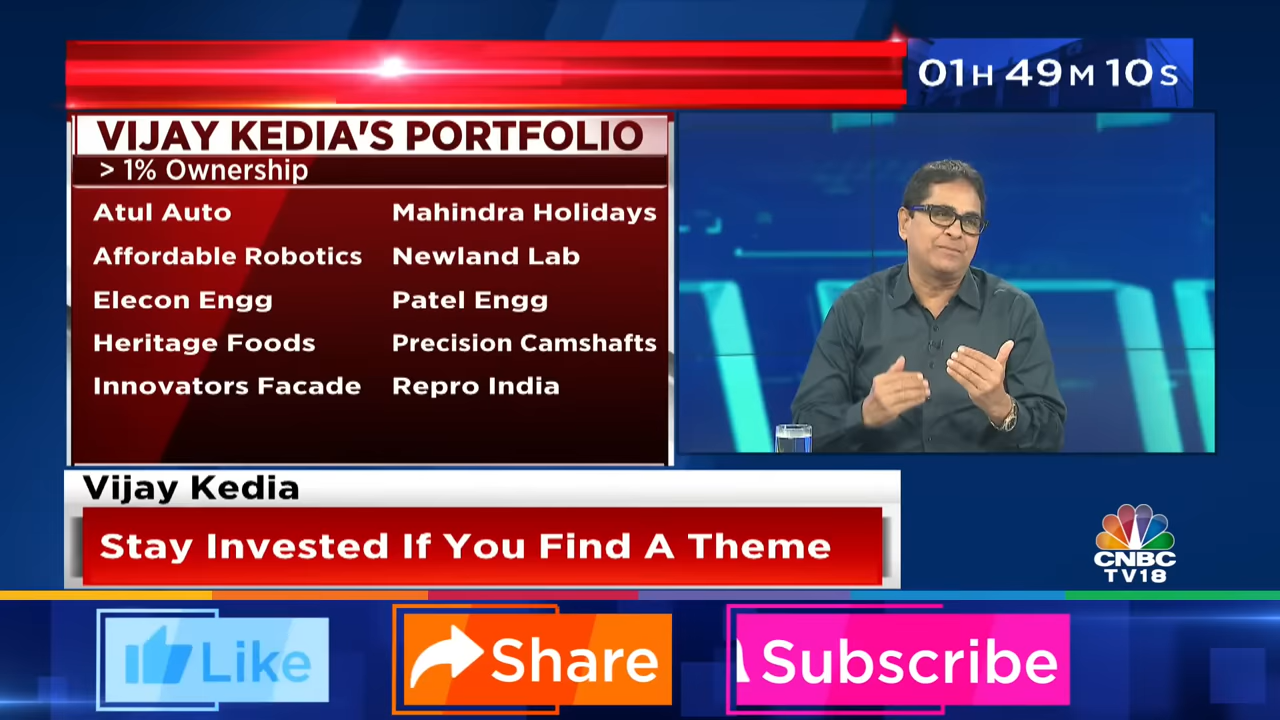 01H 49M 10S
VIJAY KEDIA'S PORTFOLIO
> 1% Ownership
Atul Auto
Mahindra Holidays
Affordable Robotics
Newland Lab
Elecon Engg
Patel Engg
Heritage Foods
Precision Camshafts
Innovators Facade
Repro India
Vijay Kedia
Stay Invested If You Find A Theme
CNBC
TV18
Like
Share
Subscribe